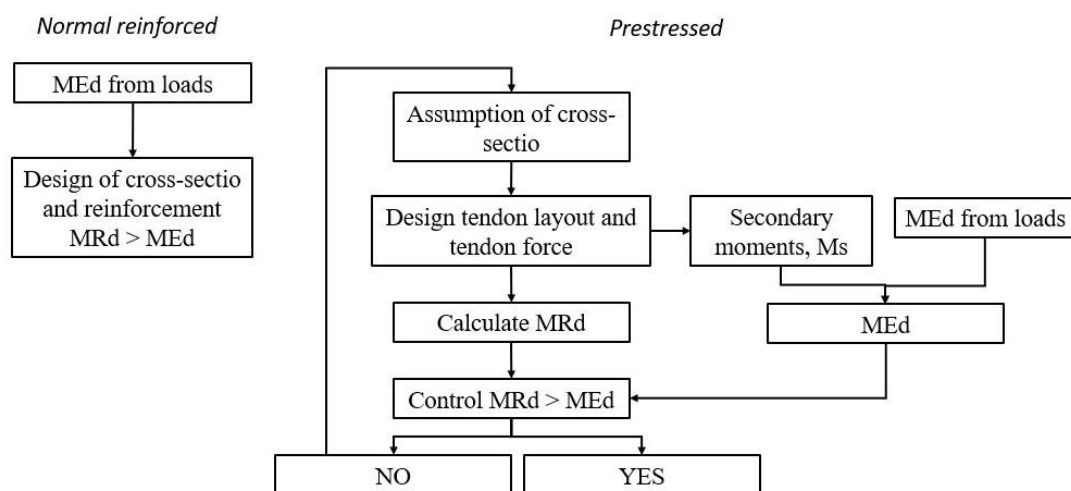 Normal reinforced
Prestressed
MEd from loads
Design of cross-sectio
and reinforcement
MRd > MEd
Assumption of cross-
sectio
Design tendon layout and
tendon force
Secondary
moments, Ms
MEd from loads
Calculate MRd
MEd
Control MRd > MEd
NO
YES